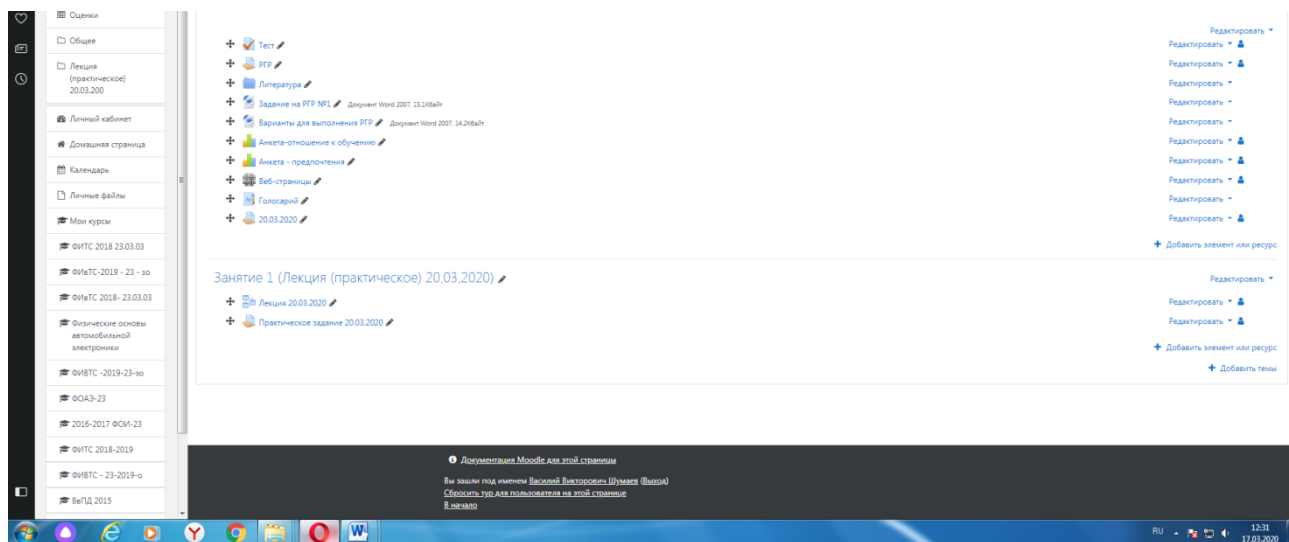 Оценки
Общее
Лекция
(практическое)
20.03.200
Личный кабинет
Домашняя страница
Календарь
Личные файлы
Мои курсы
ФИТС 2018 23.03.03
ФИвТС-2019 - 23 - зо
ФИвТС 2018- 23.03.03
Физические основы
автомобильной
электроники
ФИВТС -2019-23-зо
ФОАЭ-23
2016-2017 ФОИ-23
ФИТС 2018-2019
ФИВТС - 23-2019-о
ВеПД 2015
Редактировать
Тест Редактировать
РГР Редактировать
Литература Редактировать
Задание на РГР №1 Документ Word 2007, 15.1Кбайт Редактировать
Варианты для выполнения РГР Документ Word 2007, 14.2Кбайт Редактировать
Анкета-отношение к обучению Редактировать
Анкета - предпочтения Редактировать
Веб-страницы Редактировать
Голосарий Редактировать
20.03.2020 Редактировать
Добавить элемент или ресурс
Занятие 1 (Лекция (практическое) 20.03.2020) Редактировать
Лекция 20.03.2020 Редактировать
Практическое задание 20.03.2020 Редактировать
Добавить элемент или ресурс
Добавить темы
Документация Moodle для этой страницы
Вы зашли под именем Василий Викторович Шумаев (Выход)
Сбросить тур для пользователя на этой странице
В начало
RU 12:31
17.03.2020